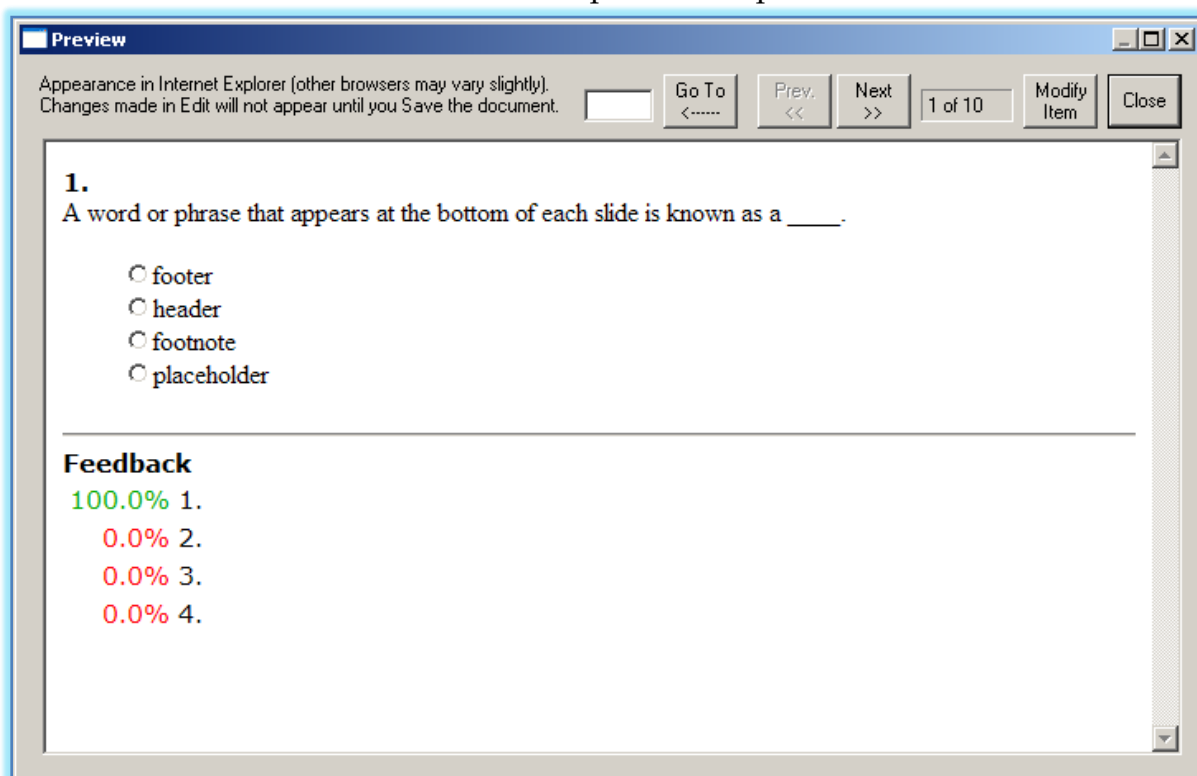 Preview
Appearance in Internet Explorer (other browsers may vary slightly).
Changes made in Edit will not appear until you Save the document.
Go To
<------
Prev.
<<
Next
>>
1 of 10
Modify
Item
Close
1.
A word or phrase that appears at the bottom of each slide is known as a ____.
footer
header
footnote
placeholder
Feedback
100.0% 1.
0.0% 2.
0.0% 3.
0.0% 4.